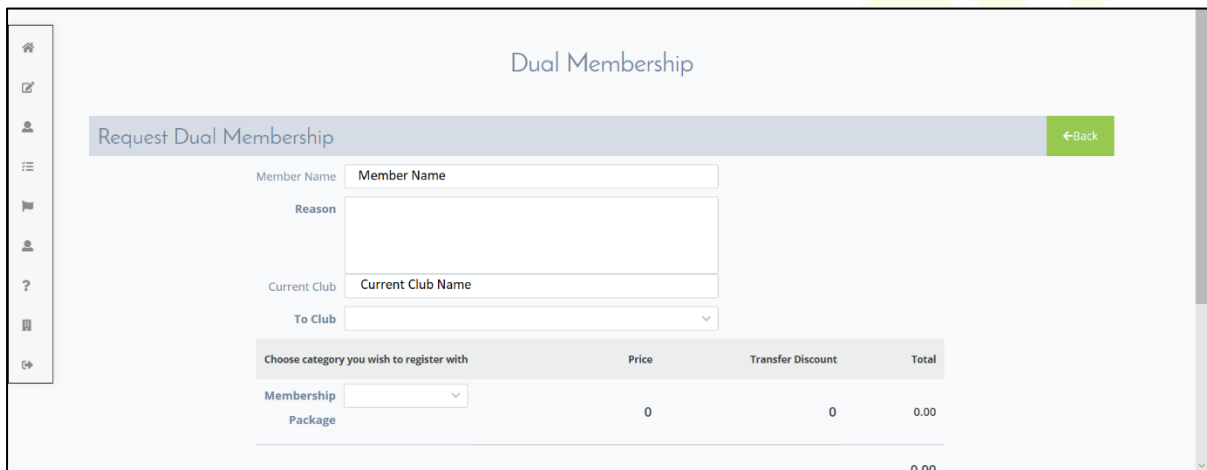 Dual Membership
Request Dual Membership
←Back
Member Name Member Name
Reason
Current Club Current Club Name
To Club
Choose category you wish to register with Price Transfer Discount Total
Membership
Package
0 0 0.00
0.00